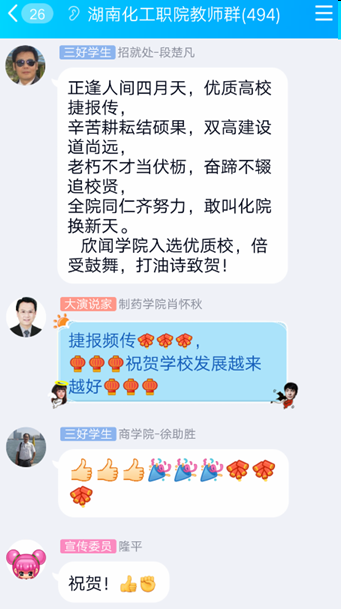 26
湖南化工职院教师群(494)
三好学生 招就处-段楚凡
正逢人间四月天，优质高校
捷报传，
辛苦耕耘结硕果，双高建设
道尚远，
老朽不才当伏枥，奋蹄不辍
追校贤，
全院同仁齐努力，敢叫化院
换新天。
欣闻学院入选优质校，倍
受鼓舞，打油诗致贺！
大演说家 制药学院肖怀秋
捷报频传，
祝贺学校发展越来
越好
三好学生 商学院-徐助胜
宣传委员 隆平
祝贺！